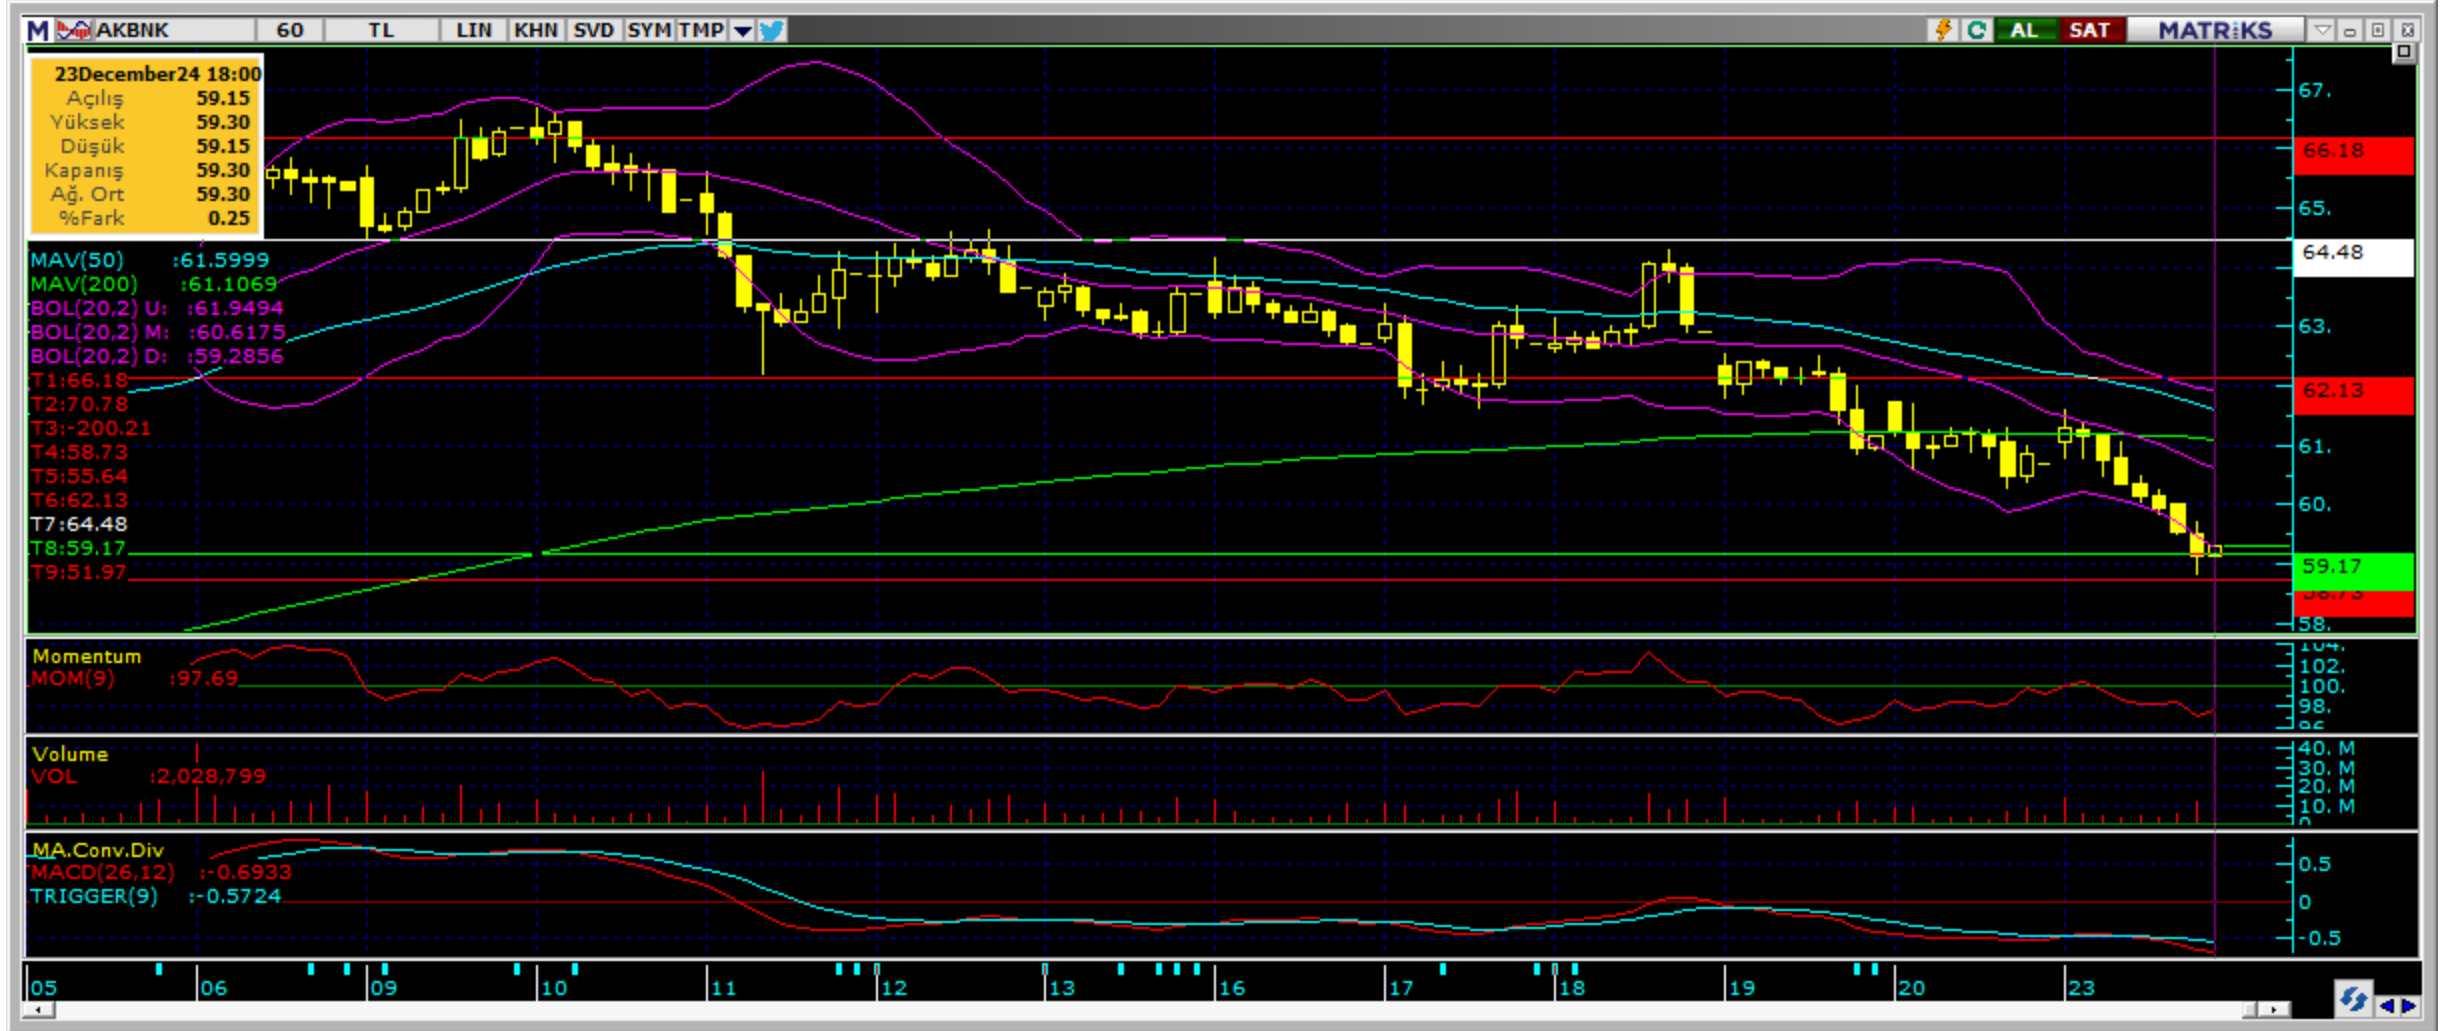 M AKBNK 60 TL LIN KHN SVD SYM TMP AL SAT MATRiKS
23December24 18:00
Açılış 59.15
Yüksek 59.30
Düşük 59.15
Kapanış 59.30
Ağ. Ort 59.30
%Fark 0.25
MAV(50) :61.5999
MAV(200) :61.1069
BOL(20,2) U: :61.9494
BOL(20,2) M: :60.6175
BOL(20,2) D: :59.2856
T1:66.18
T2:70.78
T3:-200.21
T4:58.73
T5:55.64
T6:62.13
T7:64.48
T8:59.17
T9:51.97
67.
66.18
65.
64.48
63.
62.13
61.
60.
59.17
58.73
58.
Momentum
MOM(9) :97.69
104.
102.
100.
98.
96
Volume
VOL :2,028,799
40. M
30. M
20. M
10. M
0
MA.Conv.Div
MACD(26,12) :-0.6933
TRIGGER(9) :-0.5724
0.5
0
-0.5
05 06 09 10 11 12 13 16 17 18 19 20 23